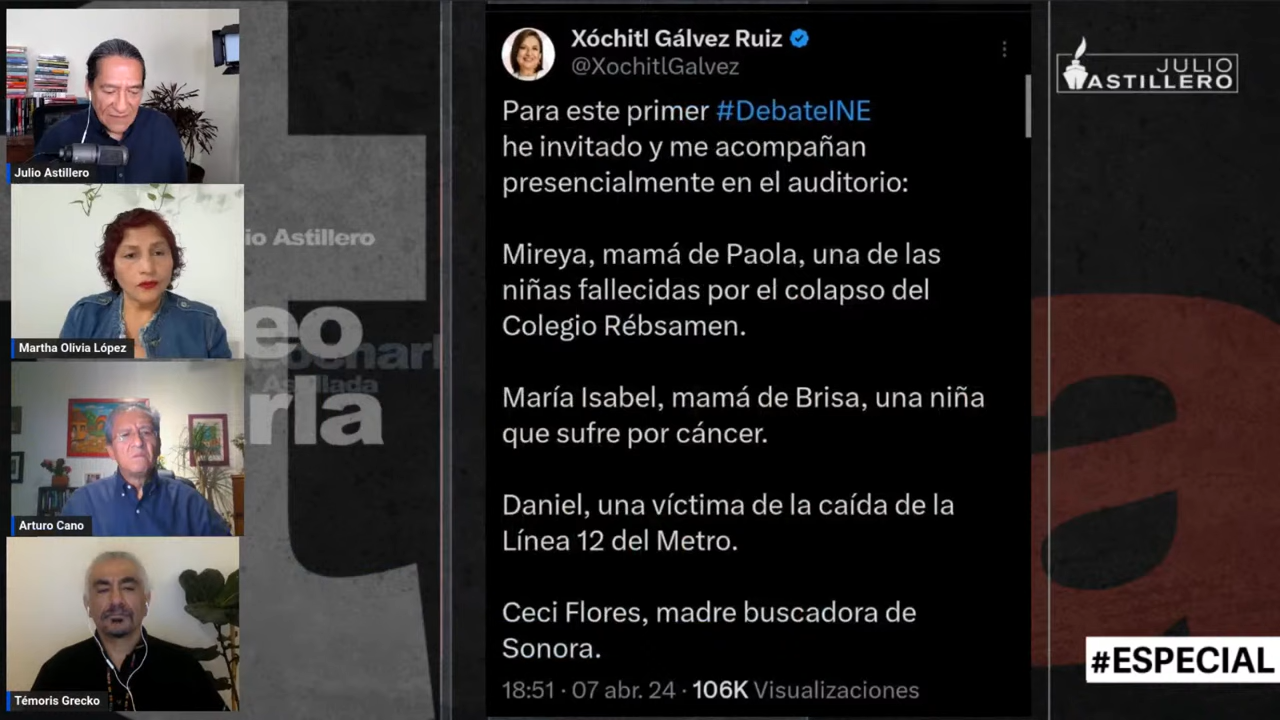 Xóchitl Gálvez Ruiz
@XochitlGalvez
Para este primer #DebateINE
he invitado y me acompañan
presencialmente en el auditorio:
Mireya, mamá de Paola, una de las
niñas fallecidas por el colapso del
Colegio Rébsamen.
María Isabel, mamá de Brisa, una niña
que sufre por cáncer.
Daniel, una víctima de la caída de la
Línea 12 del Metro.
Ceci Flores, madre buscadora de
Sonora.
18:51 · 07 abr. 24 · 106K Visualizaciones
JULIO
ASTILLERO
#ESPECIAL
Julio Astillero
Martha Olivia López
Arturo Cano
Témoris Grecko
io Astillero
eo
Astillada
rla